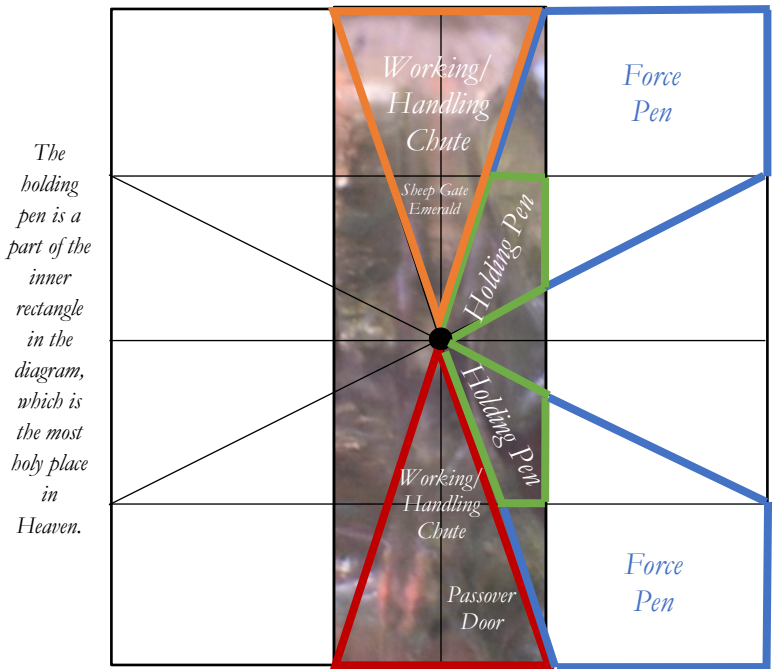 The
holding
pen is a
part of the
inner
rectangle
in the
diagram,
which is
the most
holy place
in
Heaven.
Working/
Handling
Chute
Sheep Gate
Emerald
Force
Pen
Holding Pen
Holding Pen
Working/
Handling
Chute
Passover
Door
Force
Pen